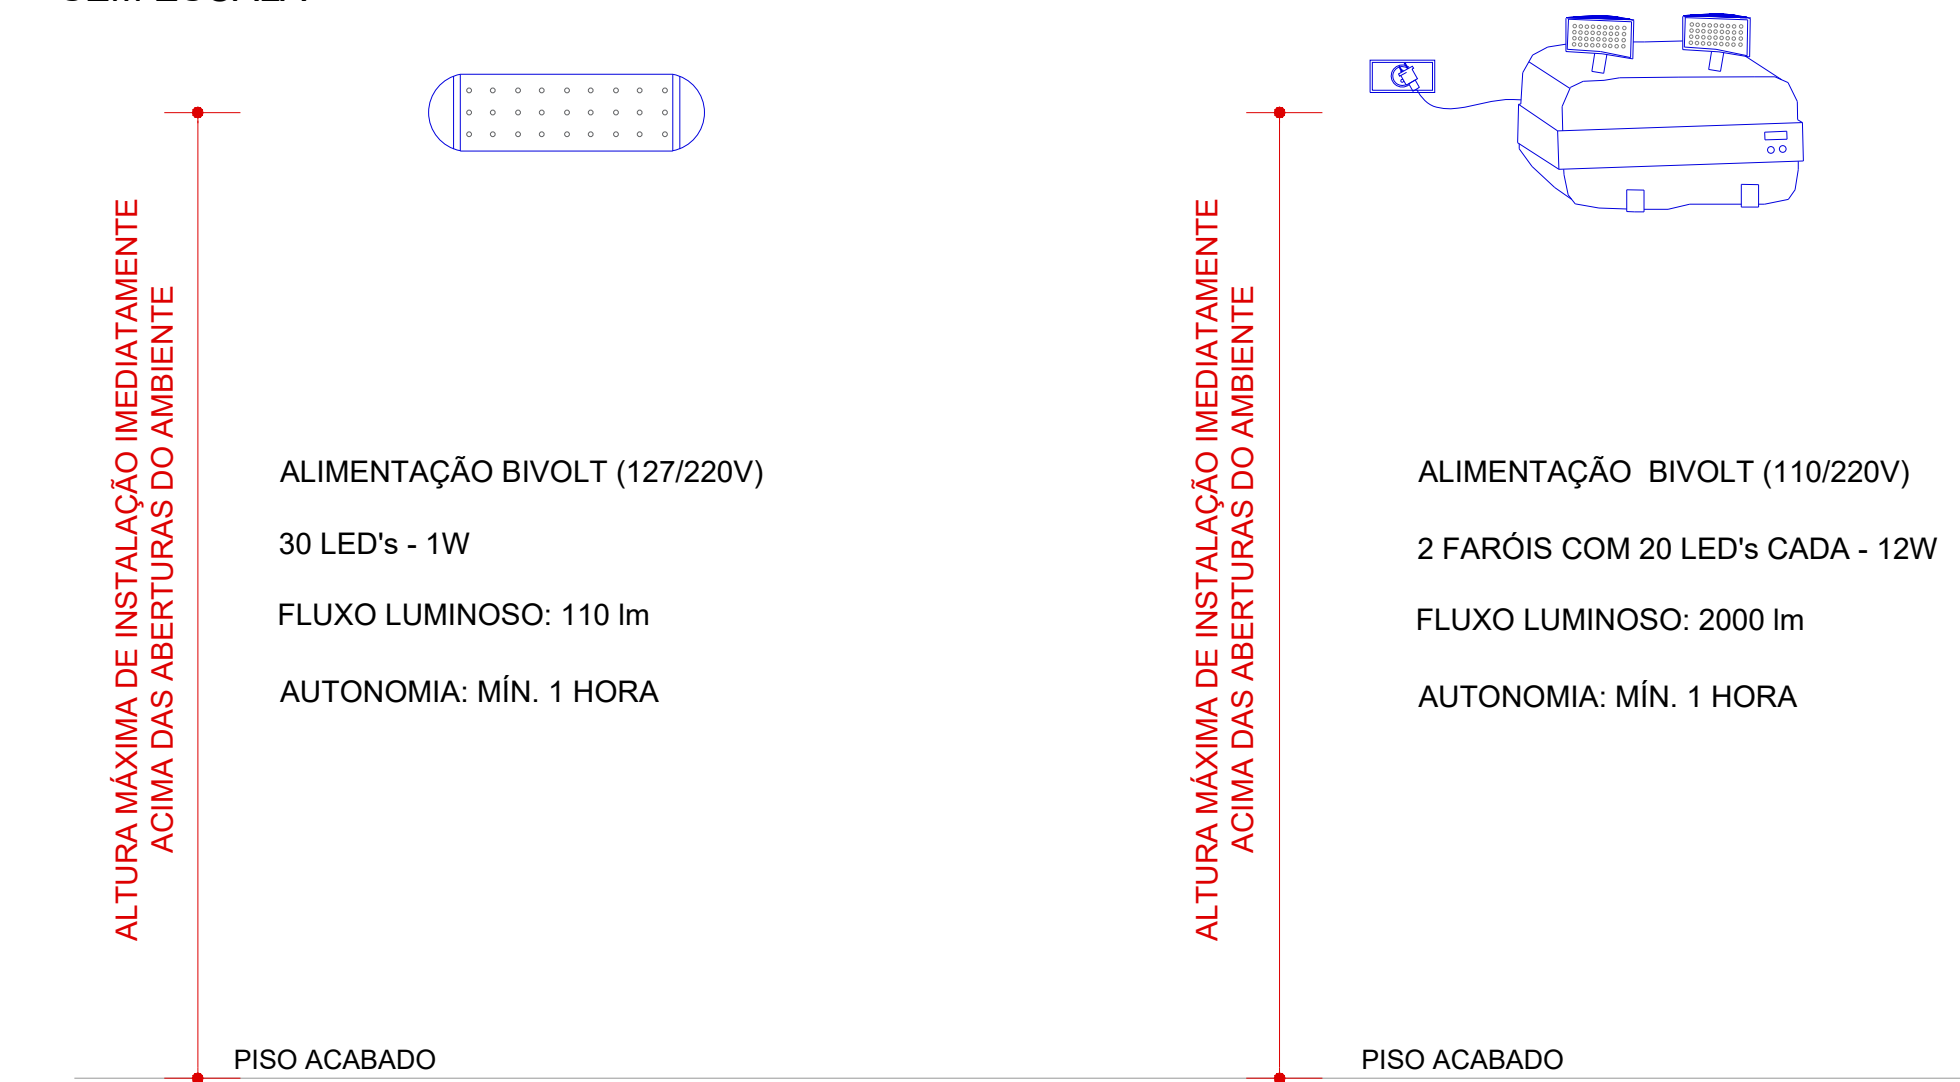 ALTURA MÁXIMA DE INSTALAÇÃO IMEDIATAMENTE
ACIMA DAS ABERTURAS DO AMBIENTE
ALIMENTAÇÃO BIVOLT (127/220V)
30 LED's - 1W
FLUXO LUMINOSO: 110 lm
AUTONOMIA: MÍN. 1 HORA
PISO ACABADO
ALTURA MÁXIMA DE INSTALAÇÃO IMEDIATAMENTE
ACIMA DAS ABERTURAS DO AMBIENTE
ALIMENTAÇÃO  BIVOLT (110/220V)
2 FARÓIS COM 20 LED's CADA - 12W
FLUXO LUMINOSO: 2000 lm
AUTONOMIA: MÍN. 1 HORA
PISO ACABADO